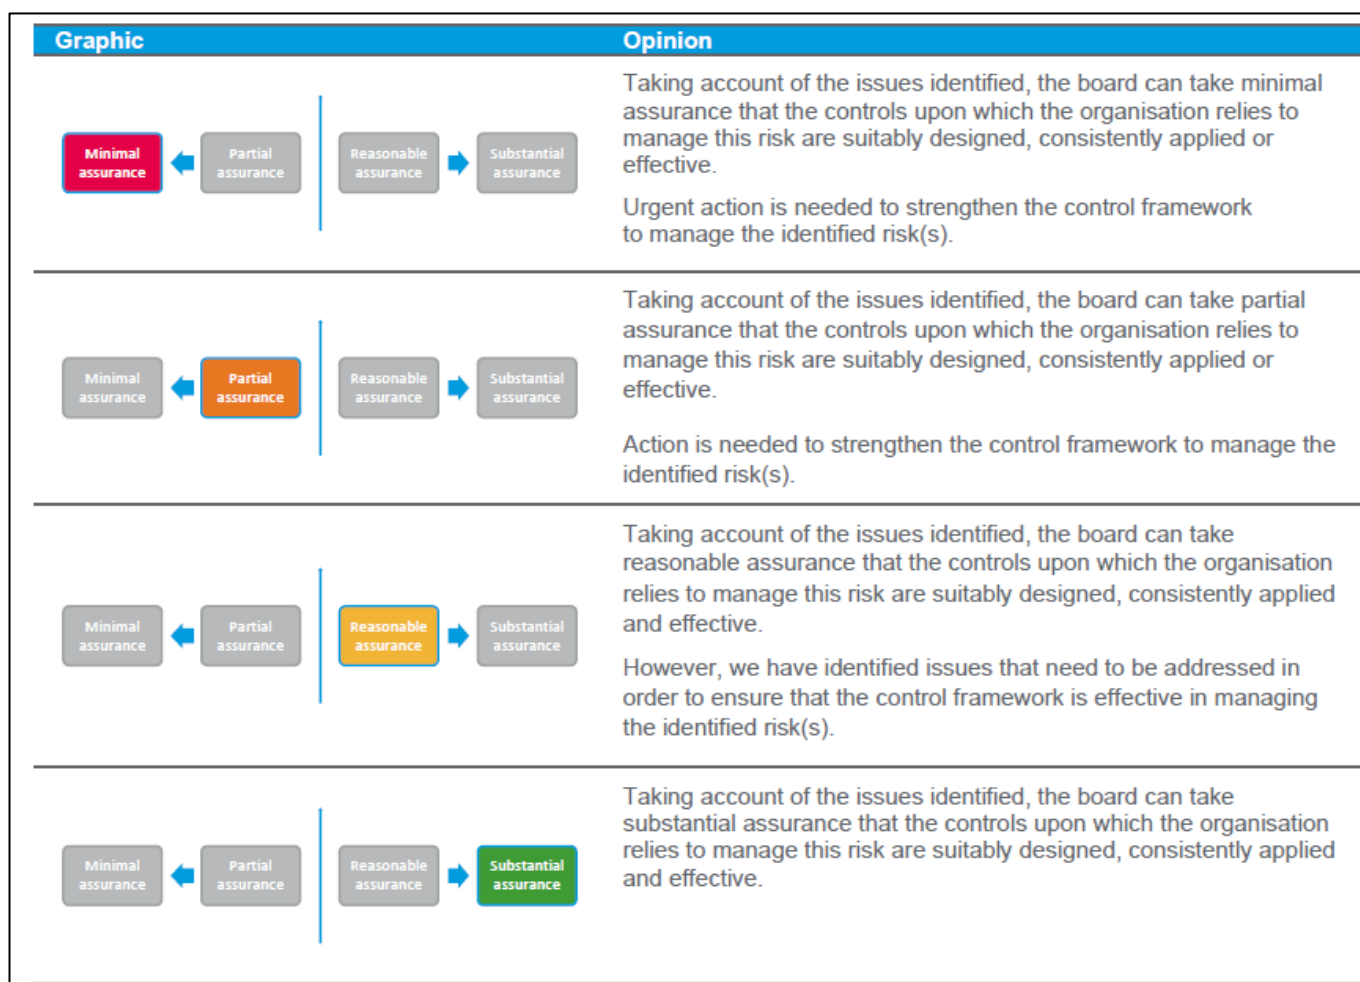 Graphic
Opinion
Minimal
assurance
Partial
assurance
Reasonable
assurance
Substantial
assurance
Taking account of the issues identified, the board can take minimal
assurance that the controls upon which the organisation relies to
manage this risk are suitably designed, consistently applied or
effective.
Urgent action is needed to strengthen the control framework
to manage the identified risk(s).
Minimal
assurance
Partial
assurance
Reasonable
assurance
Substantial
assurance
Taking account of the issues identified, the board can take partial
assurance that the controls upon which the organisation relies to
manage this risk are suitably designed, consistently applied or
effective.
Action is needed to strengthen the control framework to manage the
identified risk(s).
Minimal
assurance
Partial
assurance
Reasonable
assurance
Substantial
assurance
Taking account of the issues identified, the board can take
reasonable assurance that the controls upon which the organisation
relies to manage this risk are suitably designed, consistently applied
and effective.
However, we have identified issues that need to be addressed in
order to ensure that the control framework is effective in managing
the identified risk(s).
Minimal
assurance
Partial
assurance
Reasonable
assurance
Substantial
assurance
Taking account of the issues identified, the board can take
substantial assurance that the controls upon which the organisation
relies to manage this risk are suitably designed, consistently applied
and effective.